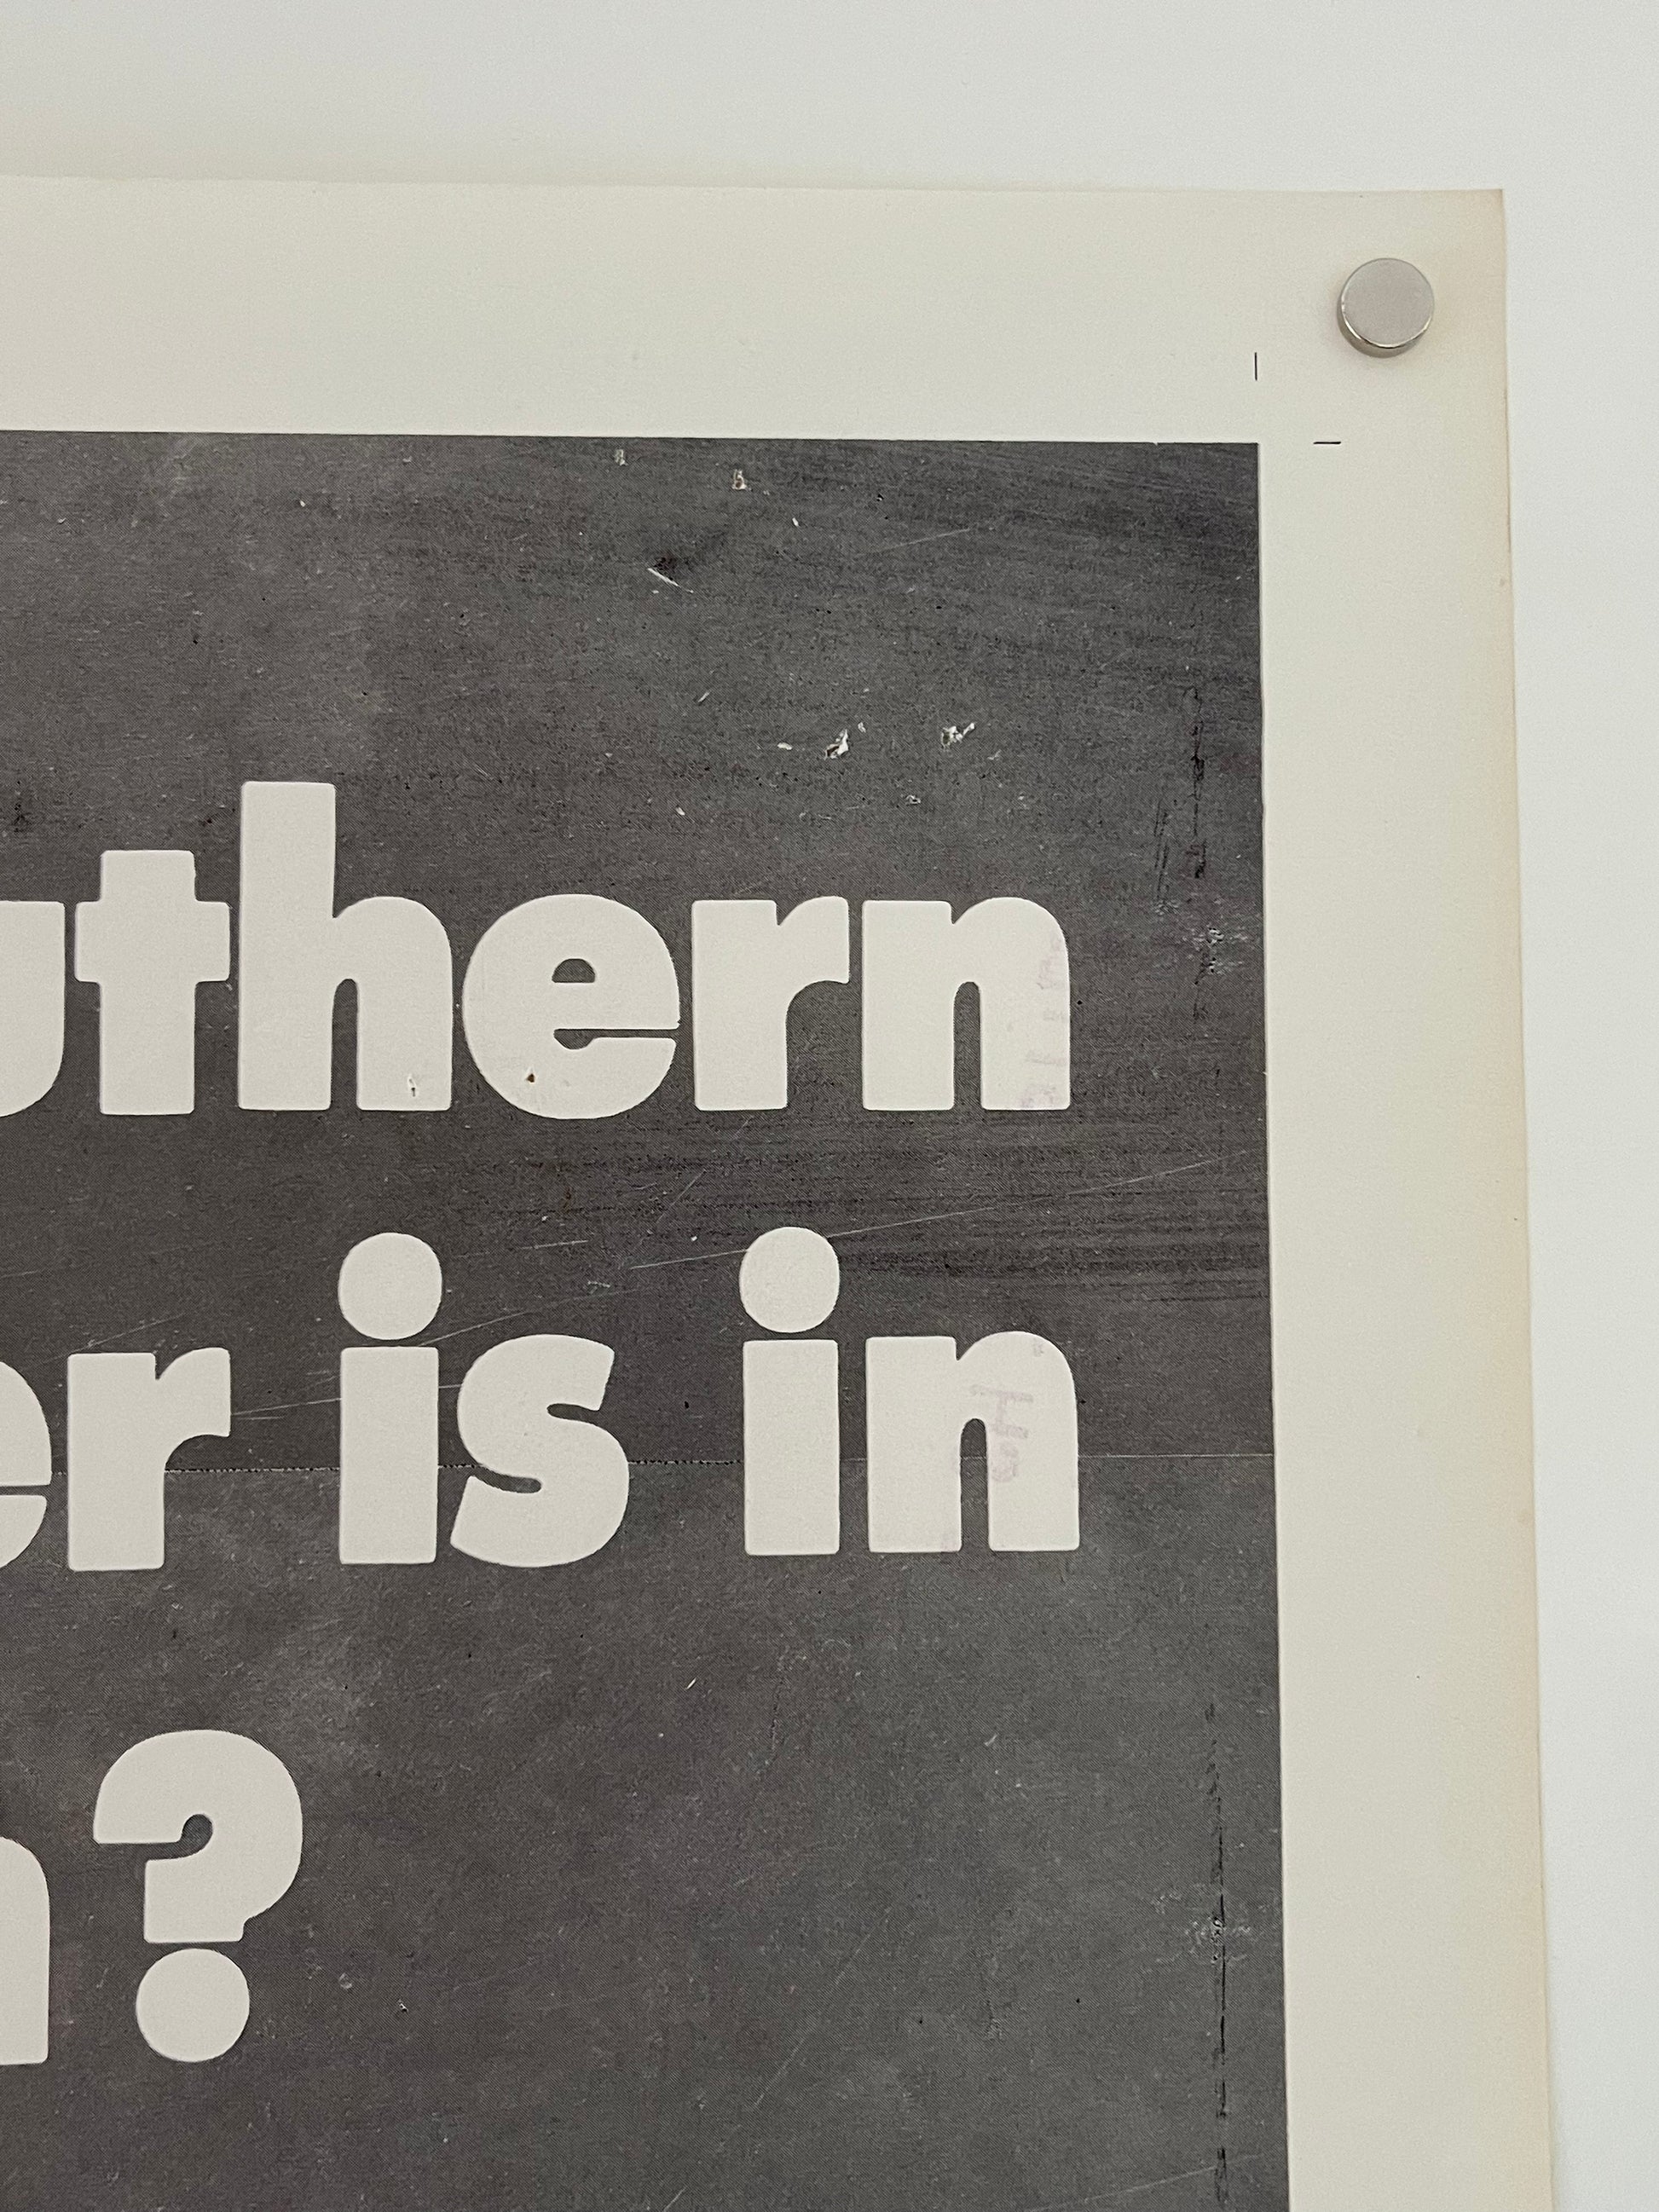 uthern
er is in
?